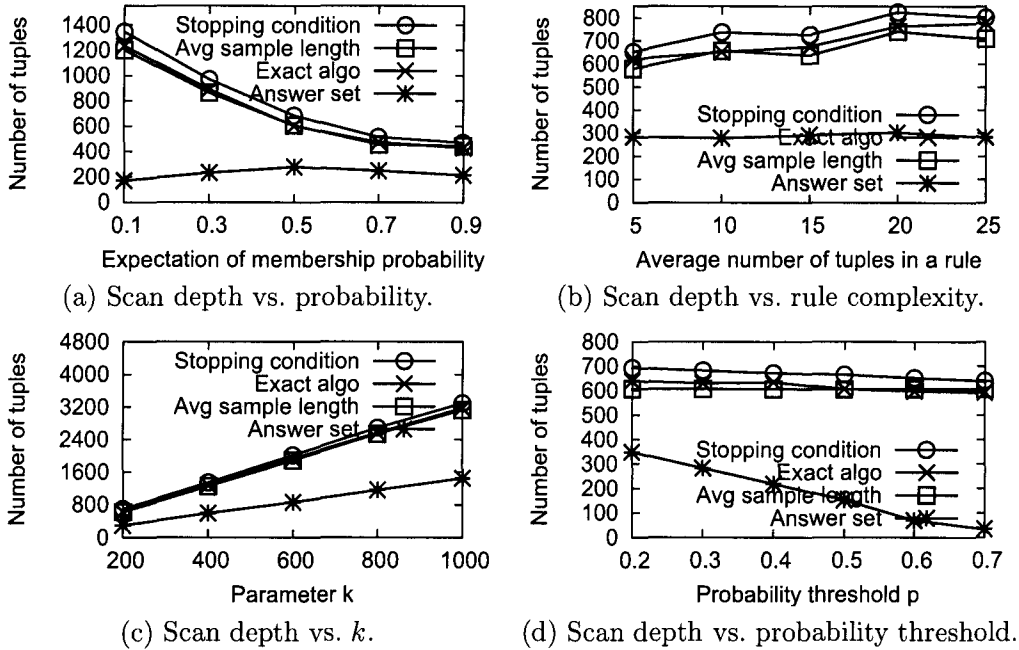 Number of tuples
1400
1200
1000
800
600
400
200
0
Stopping condition
Avg sample length
Exact algo
Answer set
0.1 0.3 0.5 0.7 0.9
Expectation of membership probability
(a) Scan depth vs. probability.
Number of tuples
800
700
600
500
400
300
200
100
0
Stopping condition
Exact algo
Avg sample length
Answer set
5 10 15 20 25
Average number of tuples in a rule
(b) Scan depth vs. rule complexity.
Number of tuples
4800
4000
3200
2400
1600
800
0
Stopping condition
Exact algo
Avg sample length
Answer set
200 400 600 800 1000
Parameter k
(c) Scan depth vs. k.
Number of tuples
800
700
600
500
400
300
200
100
0
Stopping condition
Exact algo
Avg sample length
Answer set
0.2 0.3 0.4 0.5 0.6 0.7
Probability threshold p
(d) Scan depth vs. probability threshold.